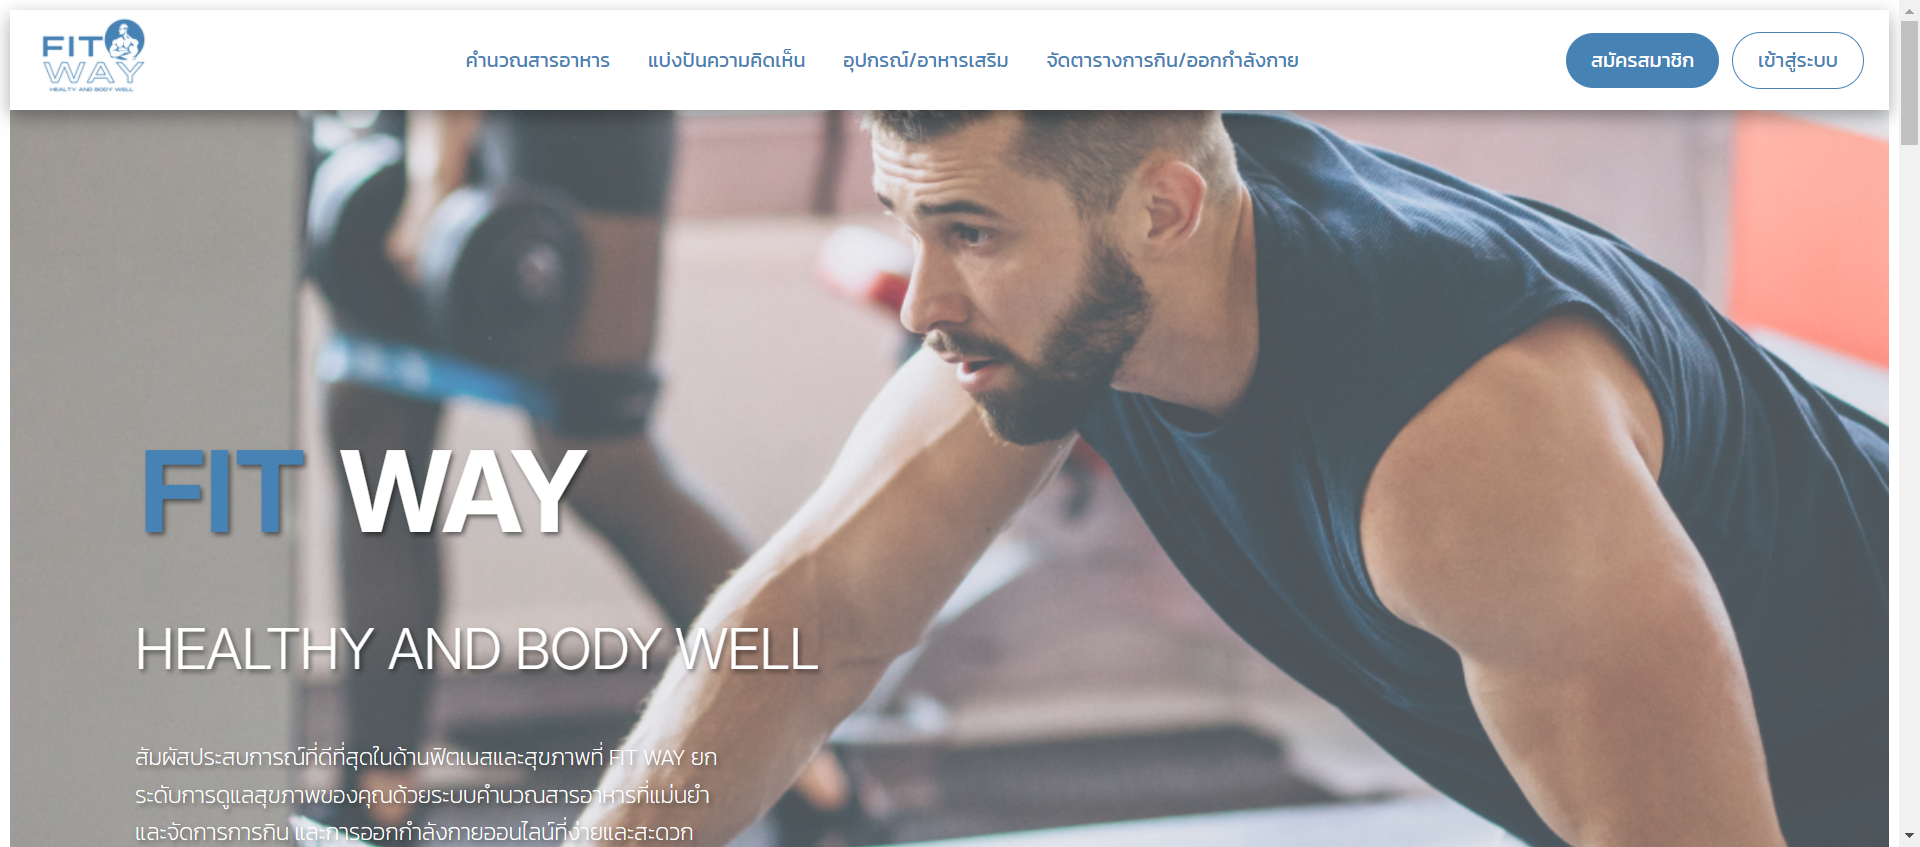 FIT
WAY
HEALTY AND BODY WELL
คำนวณสารอาหาร
แบ่งปันความคิดเห็น
อุปกรณ์/อาหารเสริม
จัดตารางการกิน/ออกกำลังกาย
สมัครสมาชิก
เข้าสู่ระบบ
FIT WAY
HEALTHY AND BODY WELL
สัมผัสประสบการณ์ที่ดีที่สุดในด้านฟิตเนสและสุขภาพที่ FIT WAY ยก
ระดับการดูแลสุขภาพของคุณด้วยระบบคำนวณสารอาหารที่แม่นยำ
และจัดการการกิน และการออกกำลังกายออนไลน์ที่ง่ายและสะดวก